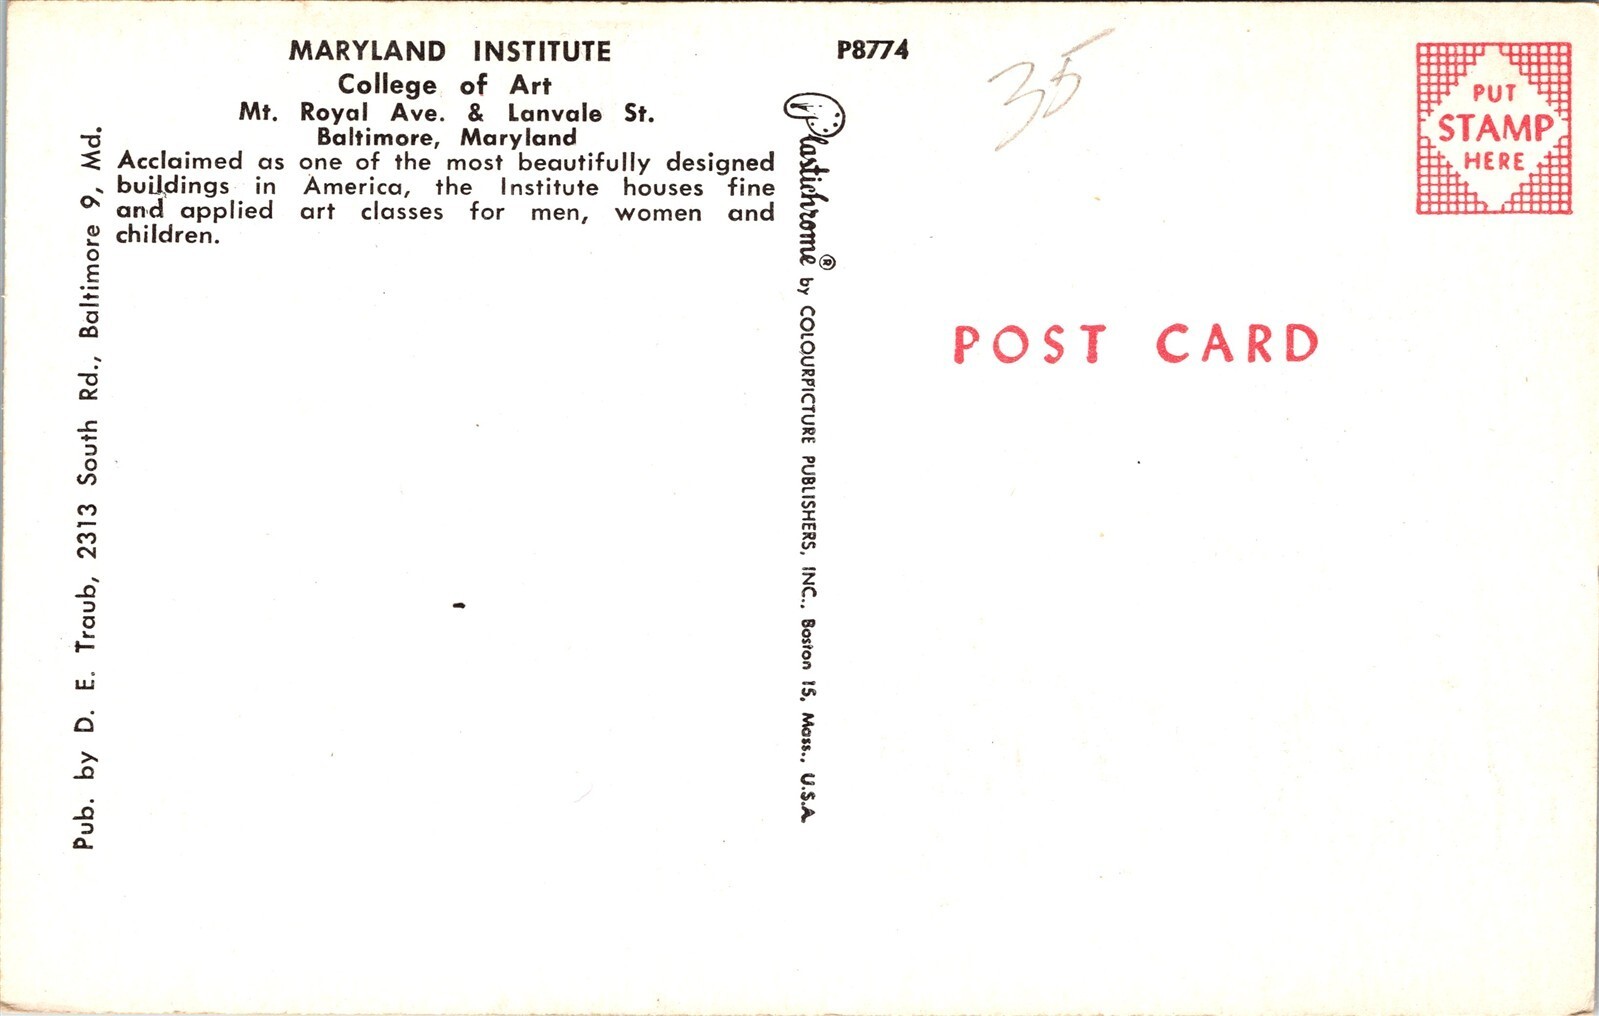 MARYLAND INSTITUTE
College of Art
Mt. Royal Ave. & Lanvale St.
Baltimore, Maryland
Acclaimed as one of the most beautifully designed
buildings in America, the Institute houses fine
and applied art classes for men, women and
children.
Pub. by D. E. Traub, 2313 South Rd., Baltimore 9, Md.
Plastichrome® by COLOURPICTURE PUBLISHERS, INC., Boston 15, Mass., U.S.A
P8774
35
PUT
STAMP
HERE
POST CARD